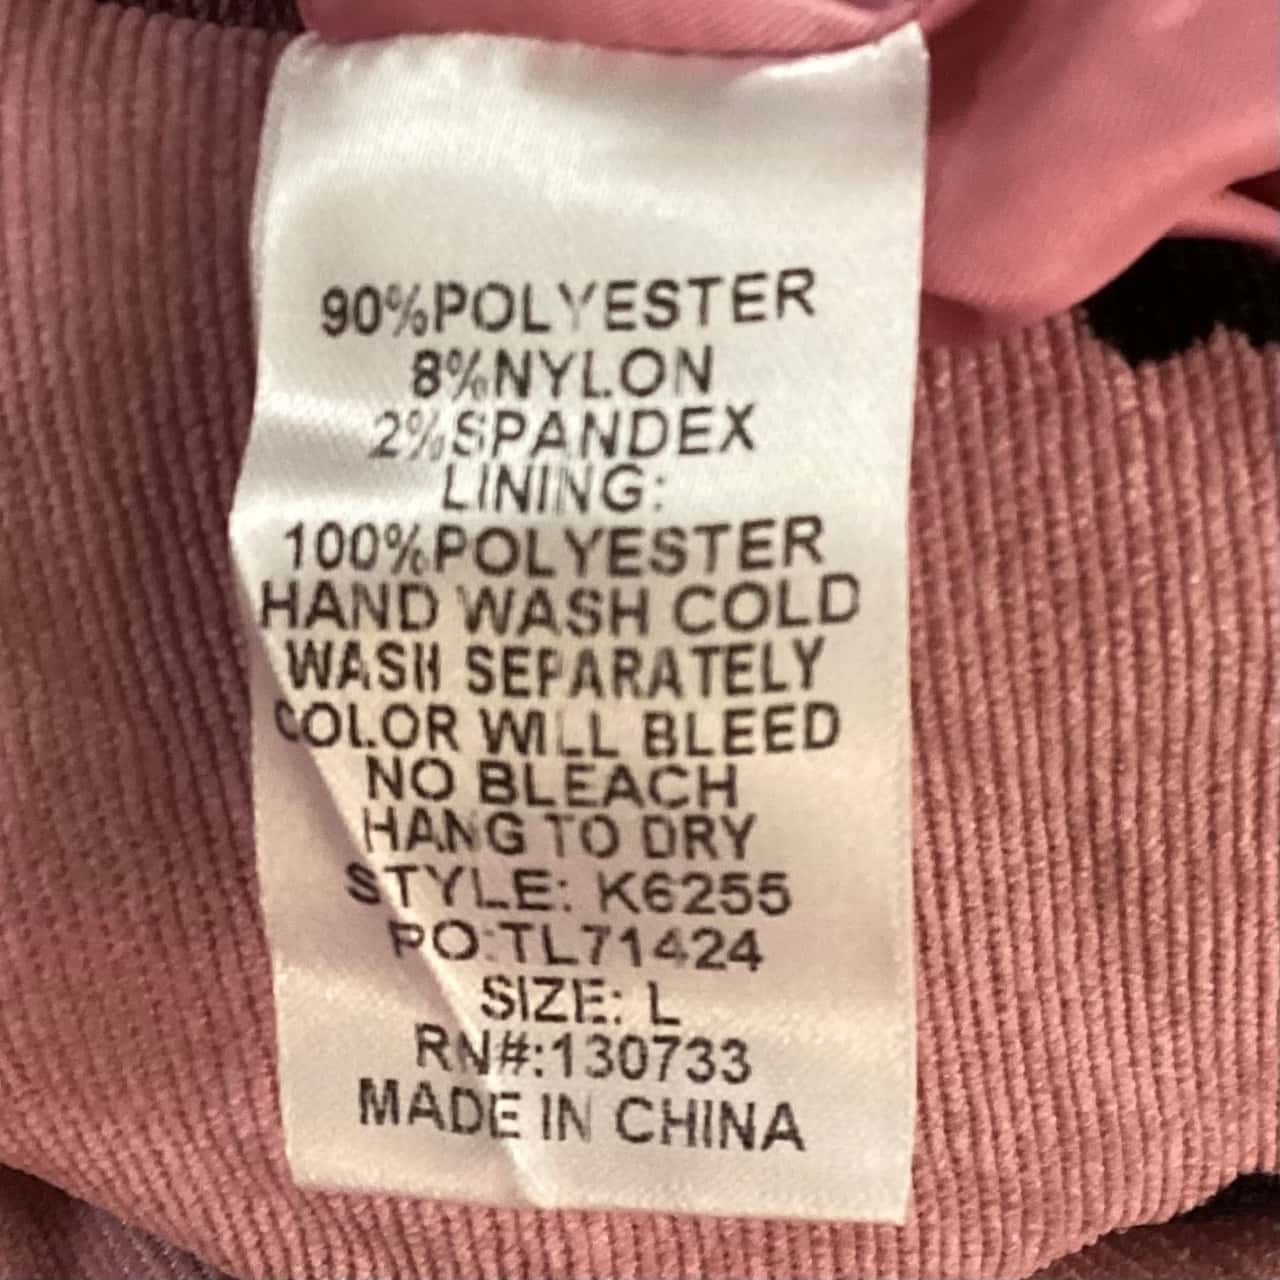 90%POLYESTER
8%NYLON
2%SPANDEX
LINING:
100%POLYESTER
HAND WASH COLD
WASH SEPARATELY
COLOR WILL BLEED
NO BLEACH
HANG TO DRY
STYLE: K6255
PO:TL71424
SIZE: L
RN#:130733
MADE IN CHINA